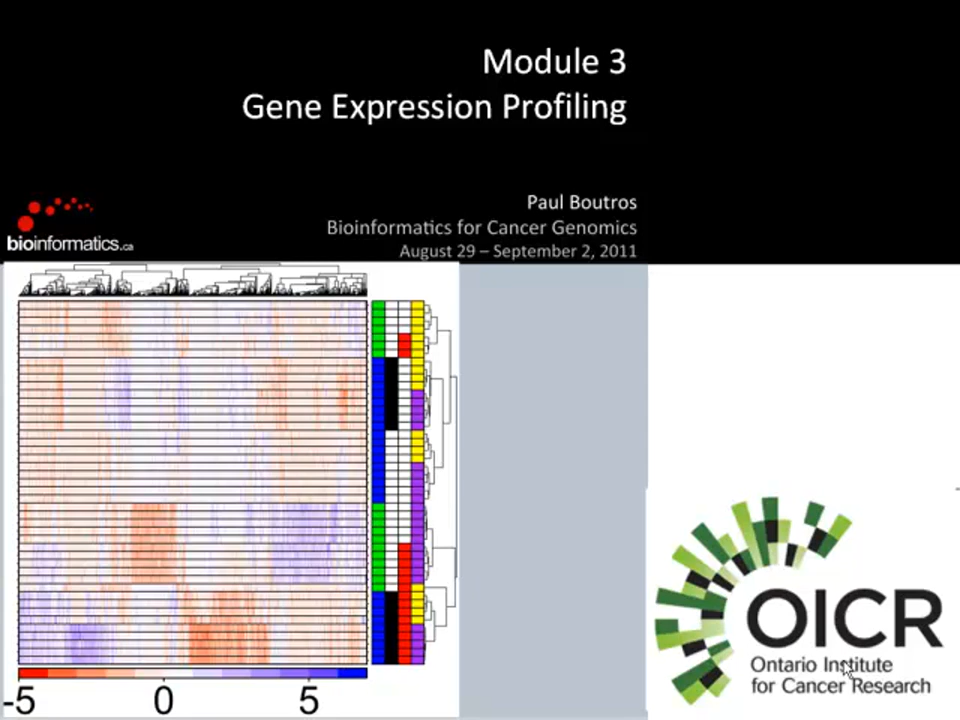 Module 3
Gene Expression Profiling
Paul Boutros
Bioinformatics for Cancer Genomics
August 29 – September 2, 2011
bioinformatics.ca
-5 0 5
OICR
Ontario Institute
for Cancer Research